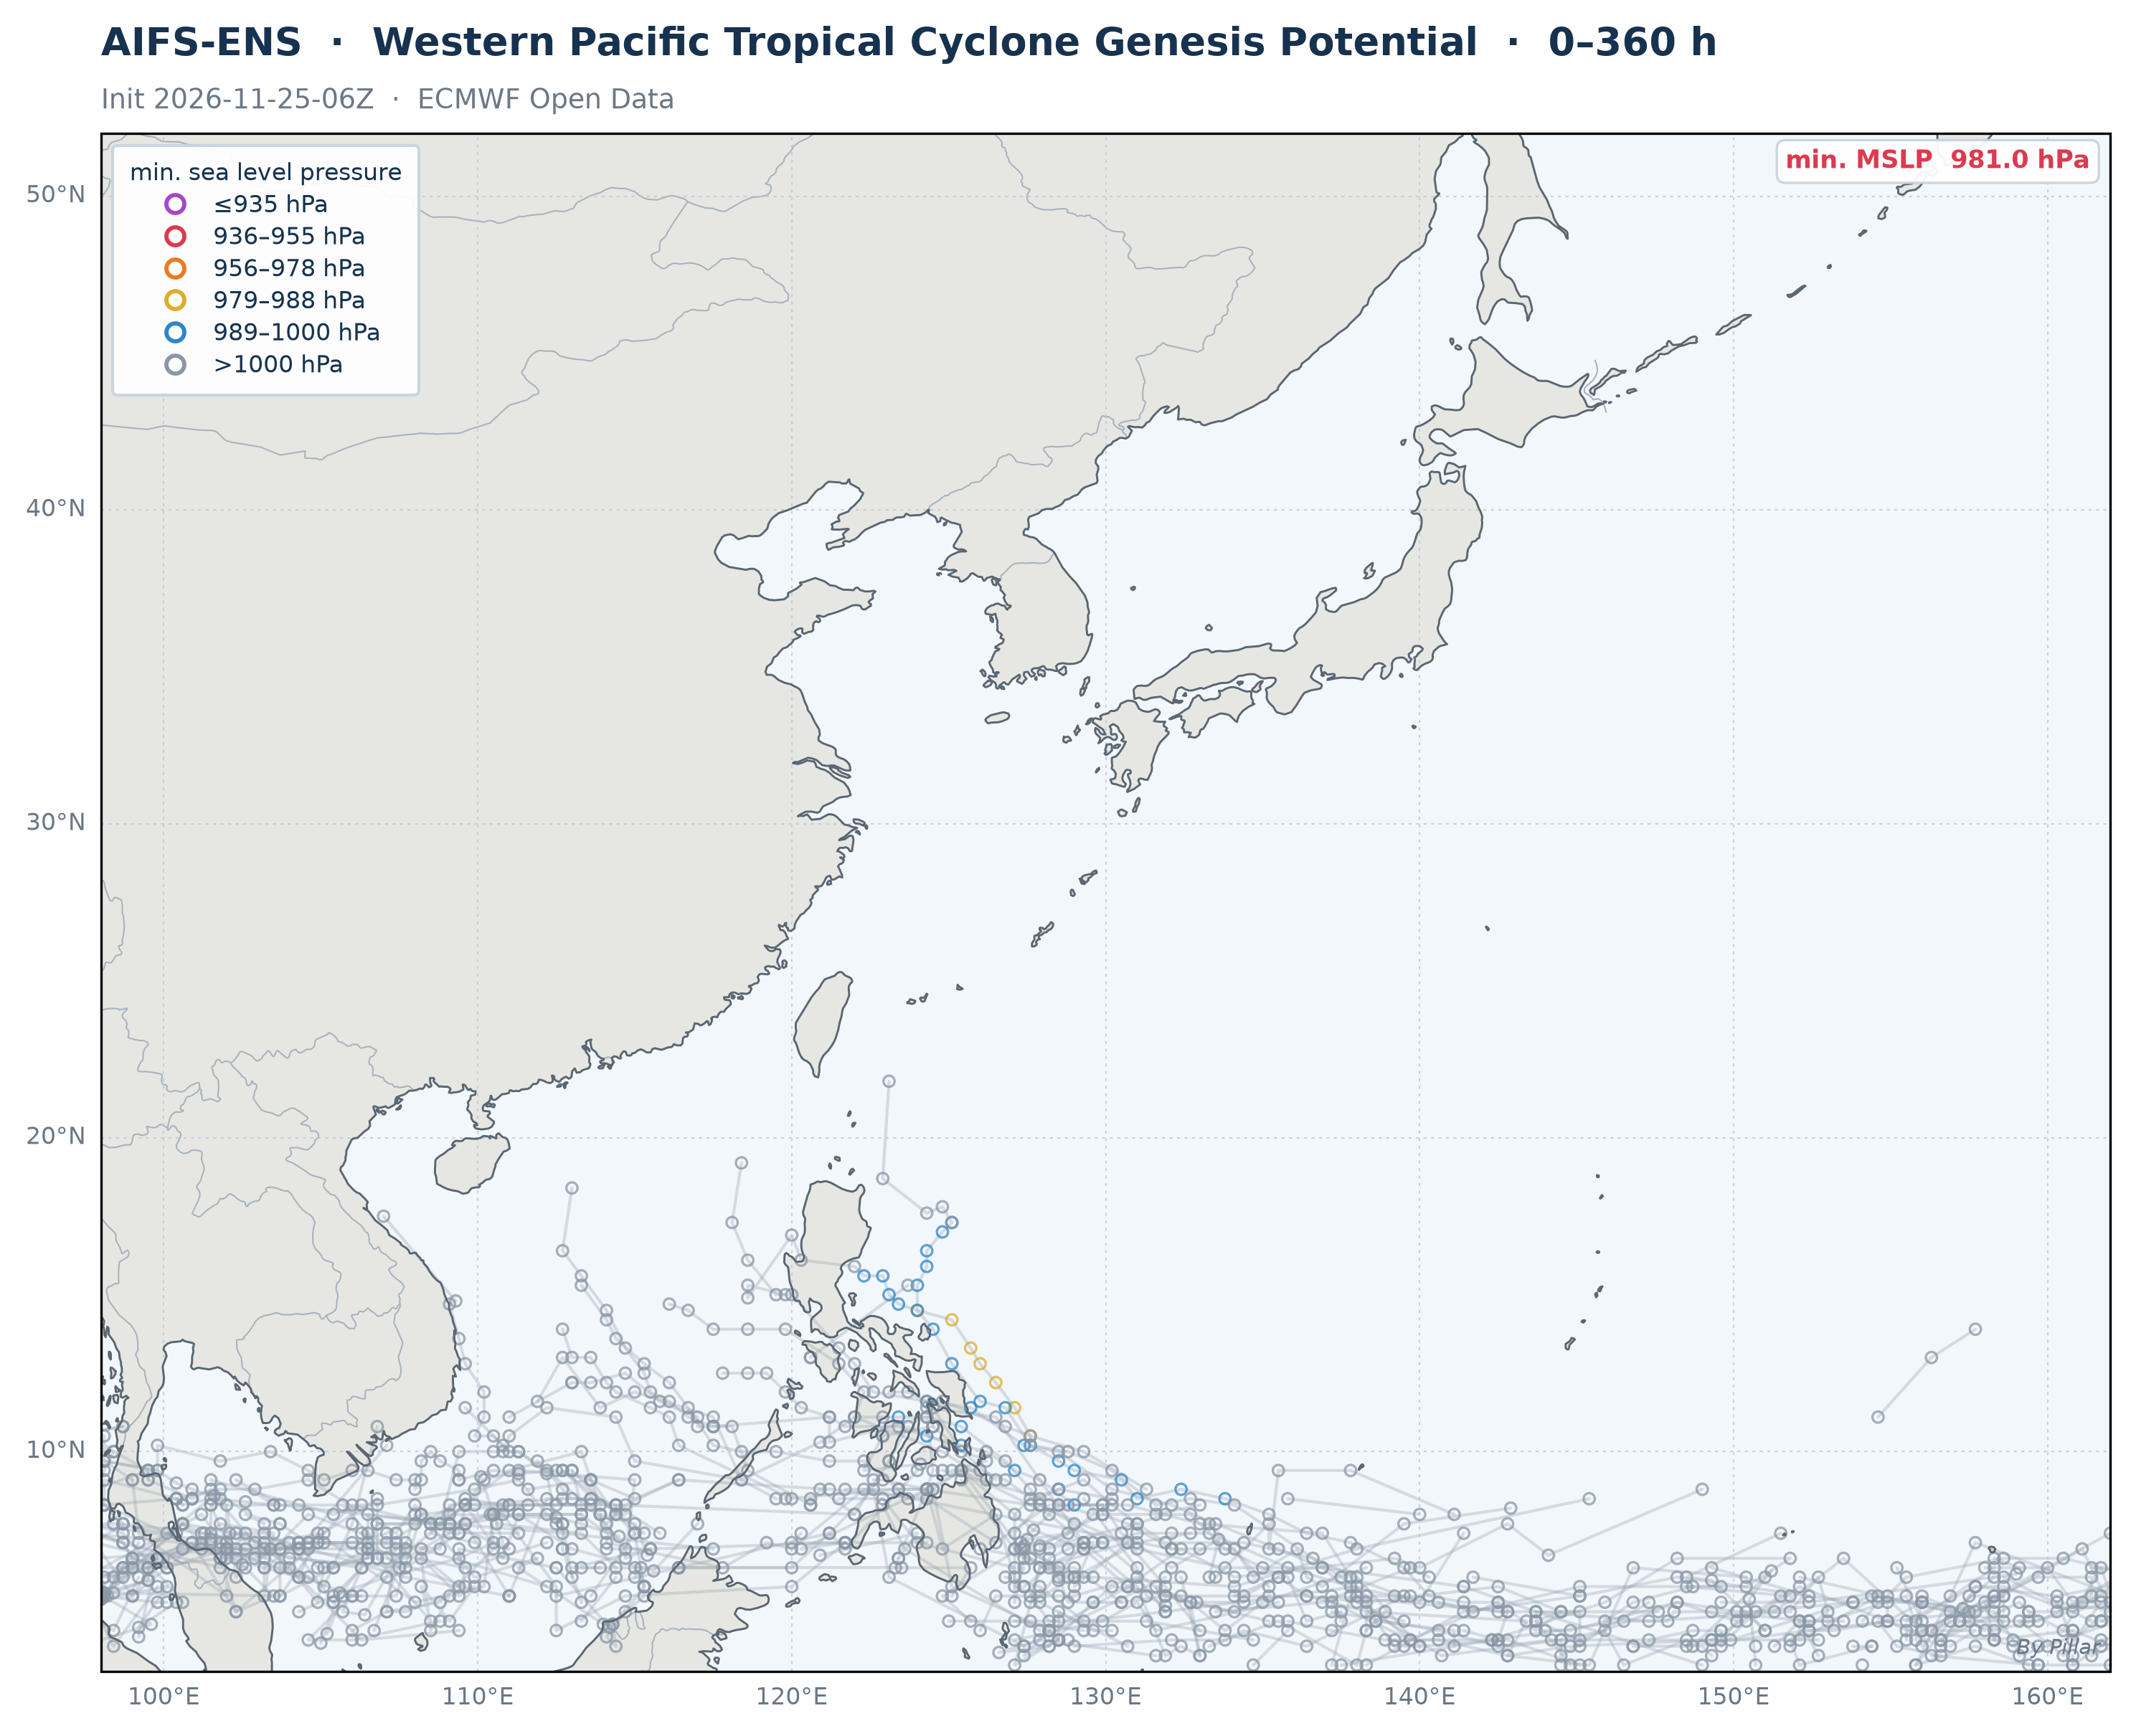 AIFS-ENS · Western Pacific Tropical Cyclone Genesis Potential · 0–360 h
Init 2026-11-25-06Z · ECMWF Open Data
min. sea level pressure
≤935 hPa
936–955 hPa
956–978 hPa
979–988 hPa
989–1000 hPa
>1000 hPa
min. MSLP 981.0 hPa
50°N
40°N
30°N
20°N
10°N
By Pillar
100°E 110°E 120°E 130°E 140°E 150°E 160°E